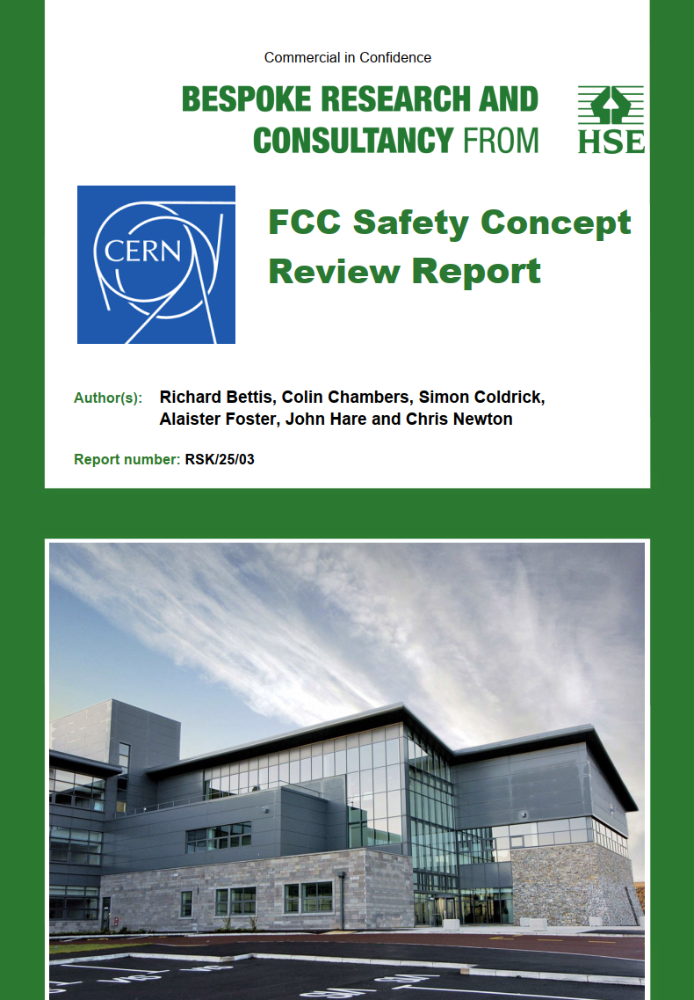 Commercial in Confidence
BESPOKE RESEARCH AND
CONSULTANCY FROM
HSE
CERN
FCC Safety Concept
Review Report
Author(s): Richard Bettis, Colin Chambers, Simon Coldrick,
Alaister Foster, John Hare and Chris Newton
Report number: RSK/25/03